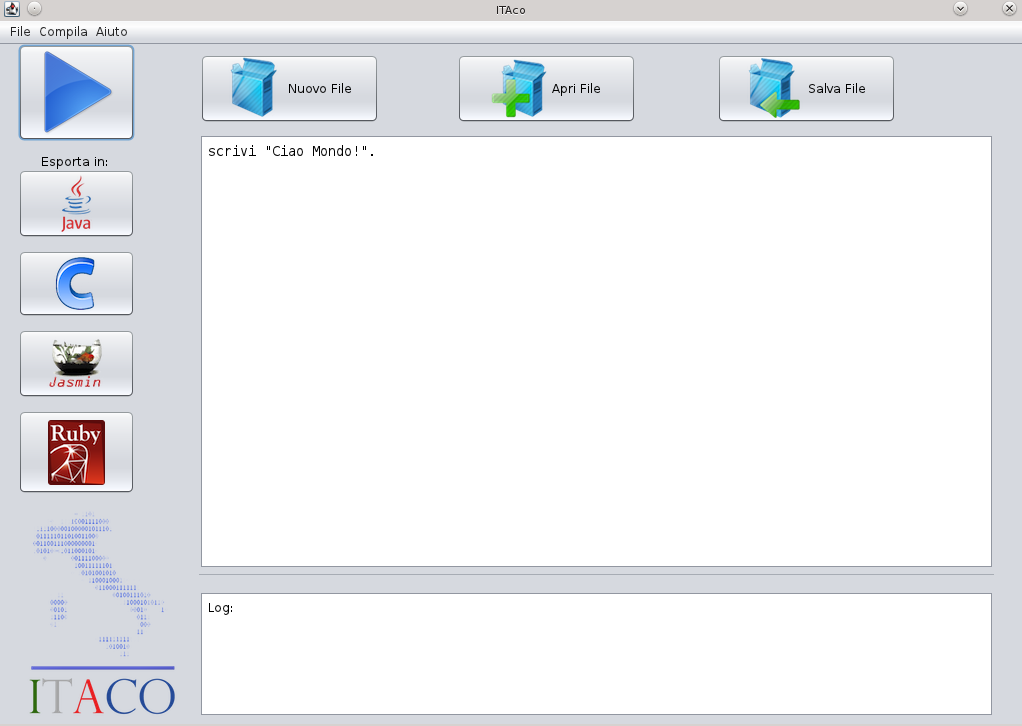 ITAco
File Compila Aiuto
Nuovo File
Apri File
Salva File
Esporta in:
Java
C
Jasmin
Ruby
scrivi "Ciao Mondo!".
Log:
ITACO